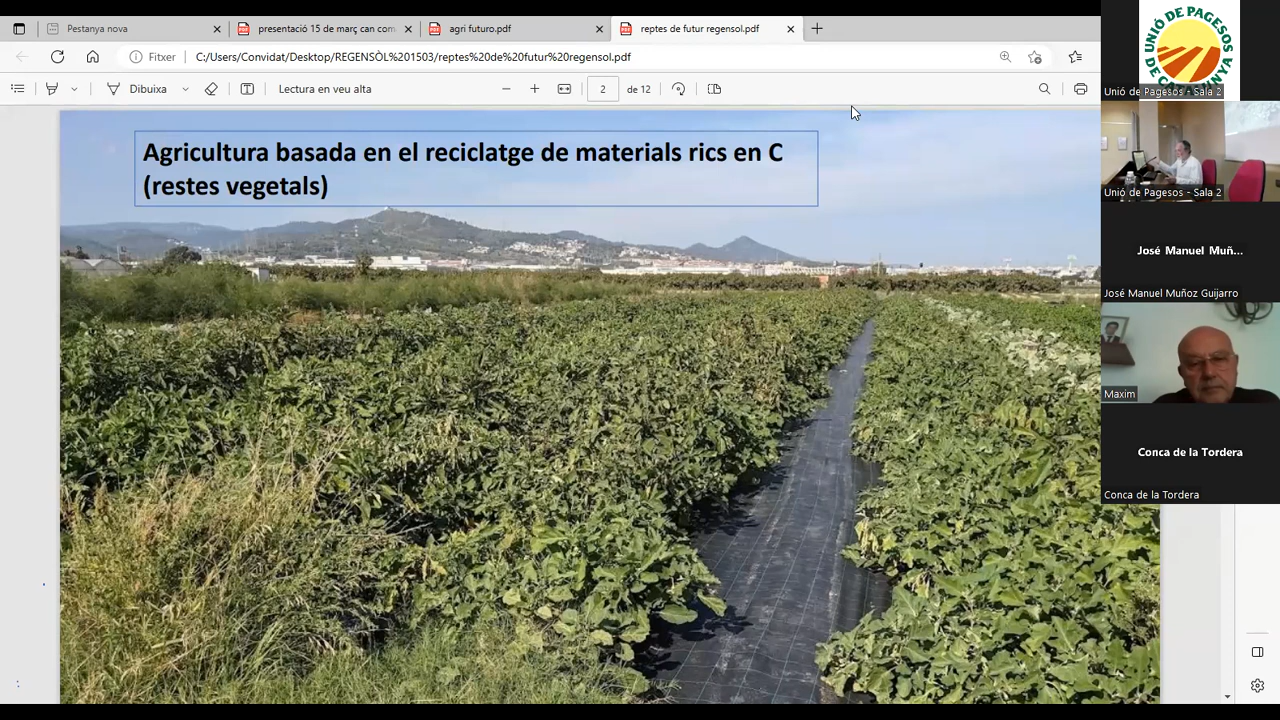 Pestanya nova
presentació 15 de març can com
agri futuro.pdf
reptes de futur regensol.pdf
Fitxer
C:/Users/Convidat/Desktop/REGENSÒL%201503/reptes%20de%20futur%20regensol.pdf
Dibuixa
Lectura en veu alta
2
de 12
Agricultura basada en el reciclatge de materials rics en C
(restes vegetals)
UNIÓ DE PAGESOS
DE CATALUNYA
Unió de Pagesos - Sala 2
Unió de Pagesos - Sala 2
José Manuel Muñ...
José Manuel Muñoz Guijarro
Maxim
Conca de la Tordera
Conca de la Tordera